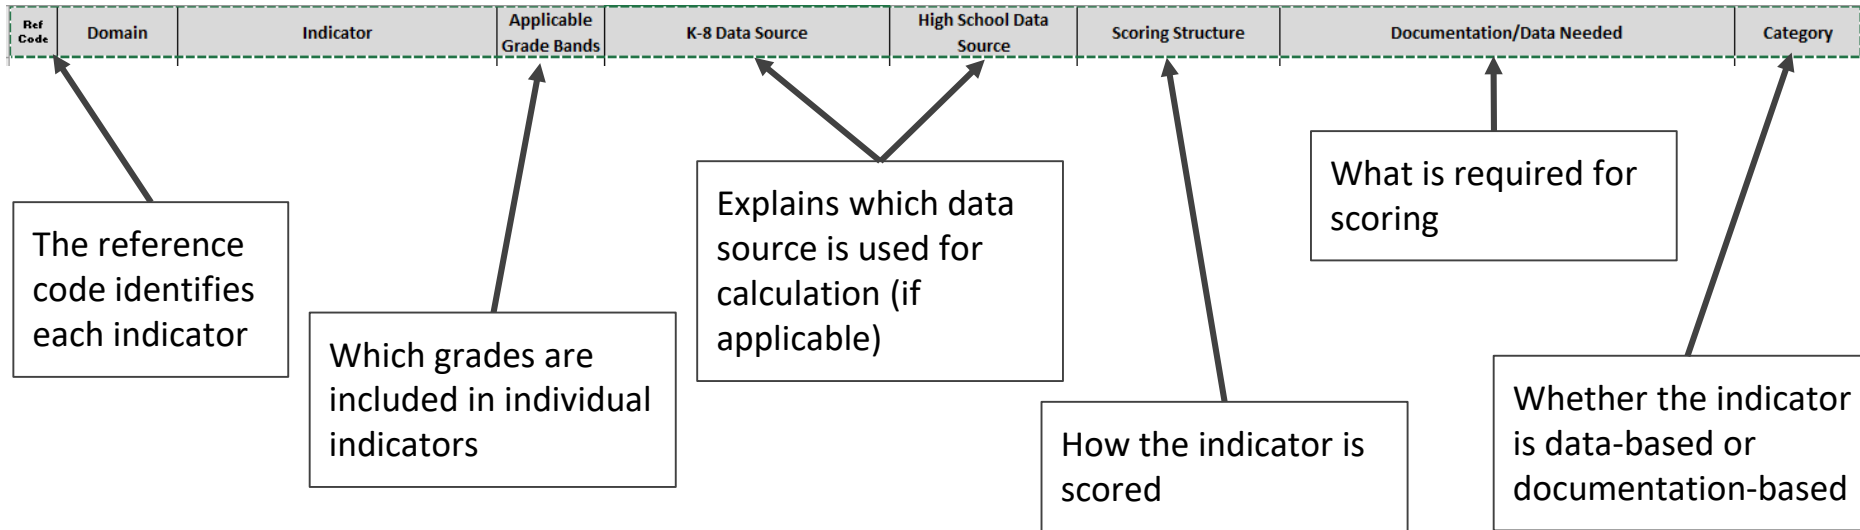 Ref Code
Domain
Indicator
Applicable Grade Bands
K-8 Data Source
High School Data Source
Scoring Structure
Documentation/Data Needed
Category
The reference
code identifies
each indicator
Which grades are
included in individual
indicators
Explains which data
source is used for
calculation (if
applicable)
How the indicator is
scored
What is required for
scoring
Whether the indicator
is data-based or
documentation-based